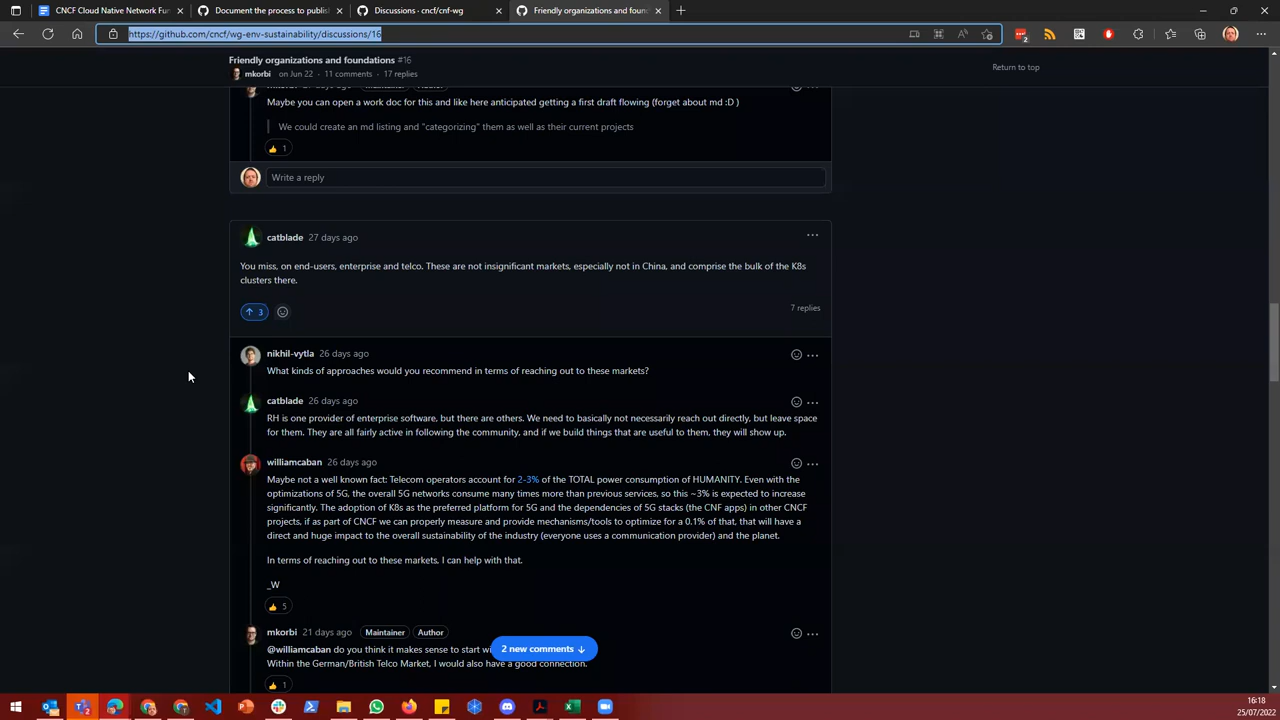 CNCF Cloud Native Network Fun
Document the process to publish
Discussions · cncf/cnf-wg
Friendly organizations and foun
https://github.com/cncf/wg-env-sustainability/discussions/16
Friendly organizations and foundations #16
mkorbi on Jun 22 · 11 comments · 17 replies
Return to top
Maybe you can open a work doc for this and like here anticipated getting a first draft flowing (forget about md :D )
We could create an md listing and "categorizing" them as well as their current projects
👍 1
Write a reply
catblade 27 days ago
You miss, on end-users, enterprise and telco. These are not insignificant markets, especially not in China, and comprise the bulk of the K8s
clusters there.
3
7 replies
nikhil-vytla 26 days ago
What kinds of approaches would you recommend in terms of reaching out to these markets?
catblade 26 days ago
RH is one provider of enterprise software, but there are others. We need to basically not necessarily reach out directly, but leave space
for them. They are all fairly active in following the community, and if we build things that are useful to them, they will show up.
williamcaban 26 days ago
Maybe not a well known fact: Telecom operators account for 2-3% of the TOTAL power consumption of HUMANITY. Even with the
optimizations of 5G, the overall 5G networks consume many times more than previous services, so this ~3% is expected to increase
significantly. The adoption of K8s as the preferred platform for 5G and the dependencies of 5G stacks (the CNF apps) in other CNCF
projects, if as part of CNCF we can properly measure and provide mechanisms/tools to optimize for a 0.1% of that, that will have a
direct and huge impact to the overall sustainability of the industry (everyone uses a communication provider) and the planet.
In terms of reaching out to these markets, I can help with that.
_W
👍 5
mkorbi 21 days ago Maintainer Author
@williamcaban do you think it makes sense to start wi
2 new comments ↓
Within the German/British Telco Market, I would also have a good connection.
👍 1
16:18
25/07/2022